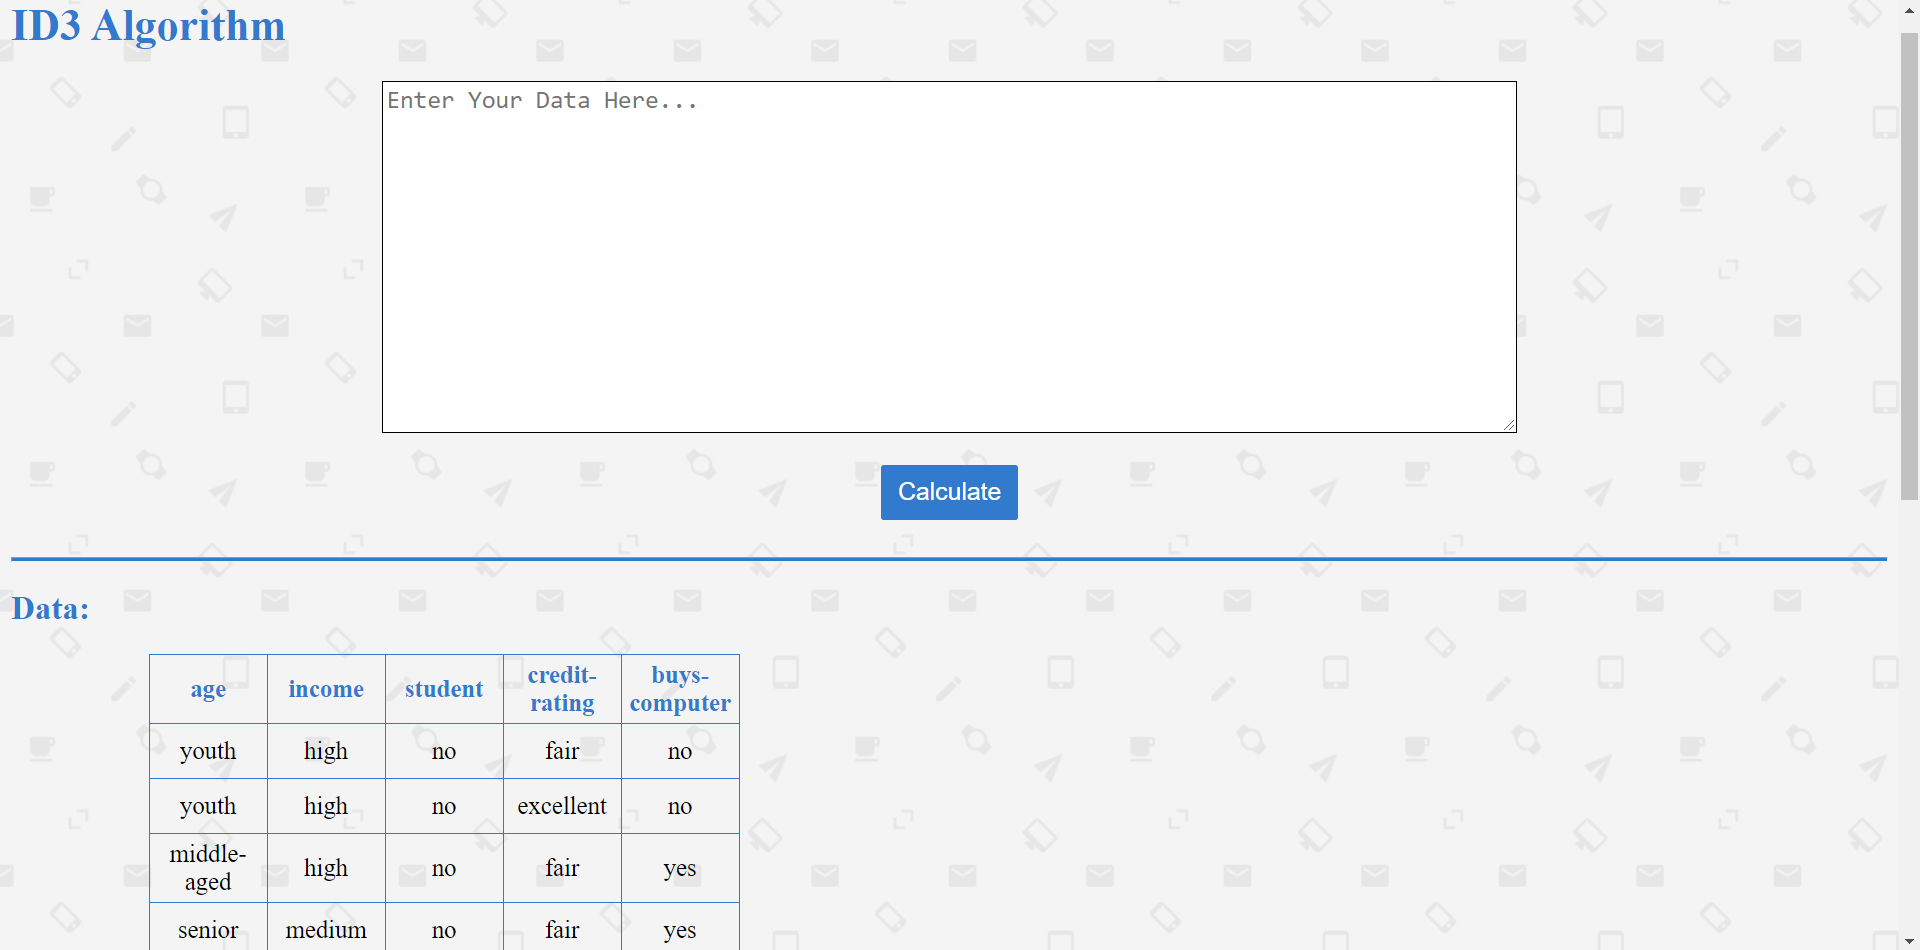 ID3 Algorithm
Enter Your Data Here...
Calculate
Data:
age income student credit-rating buys-computer
youth high no fair no
youth high no excellent no
middle-aged high no fair yes
senior medium no fair yes